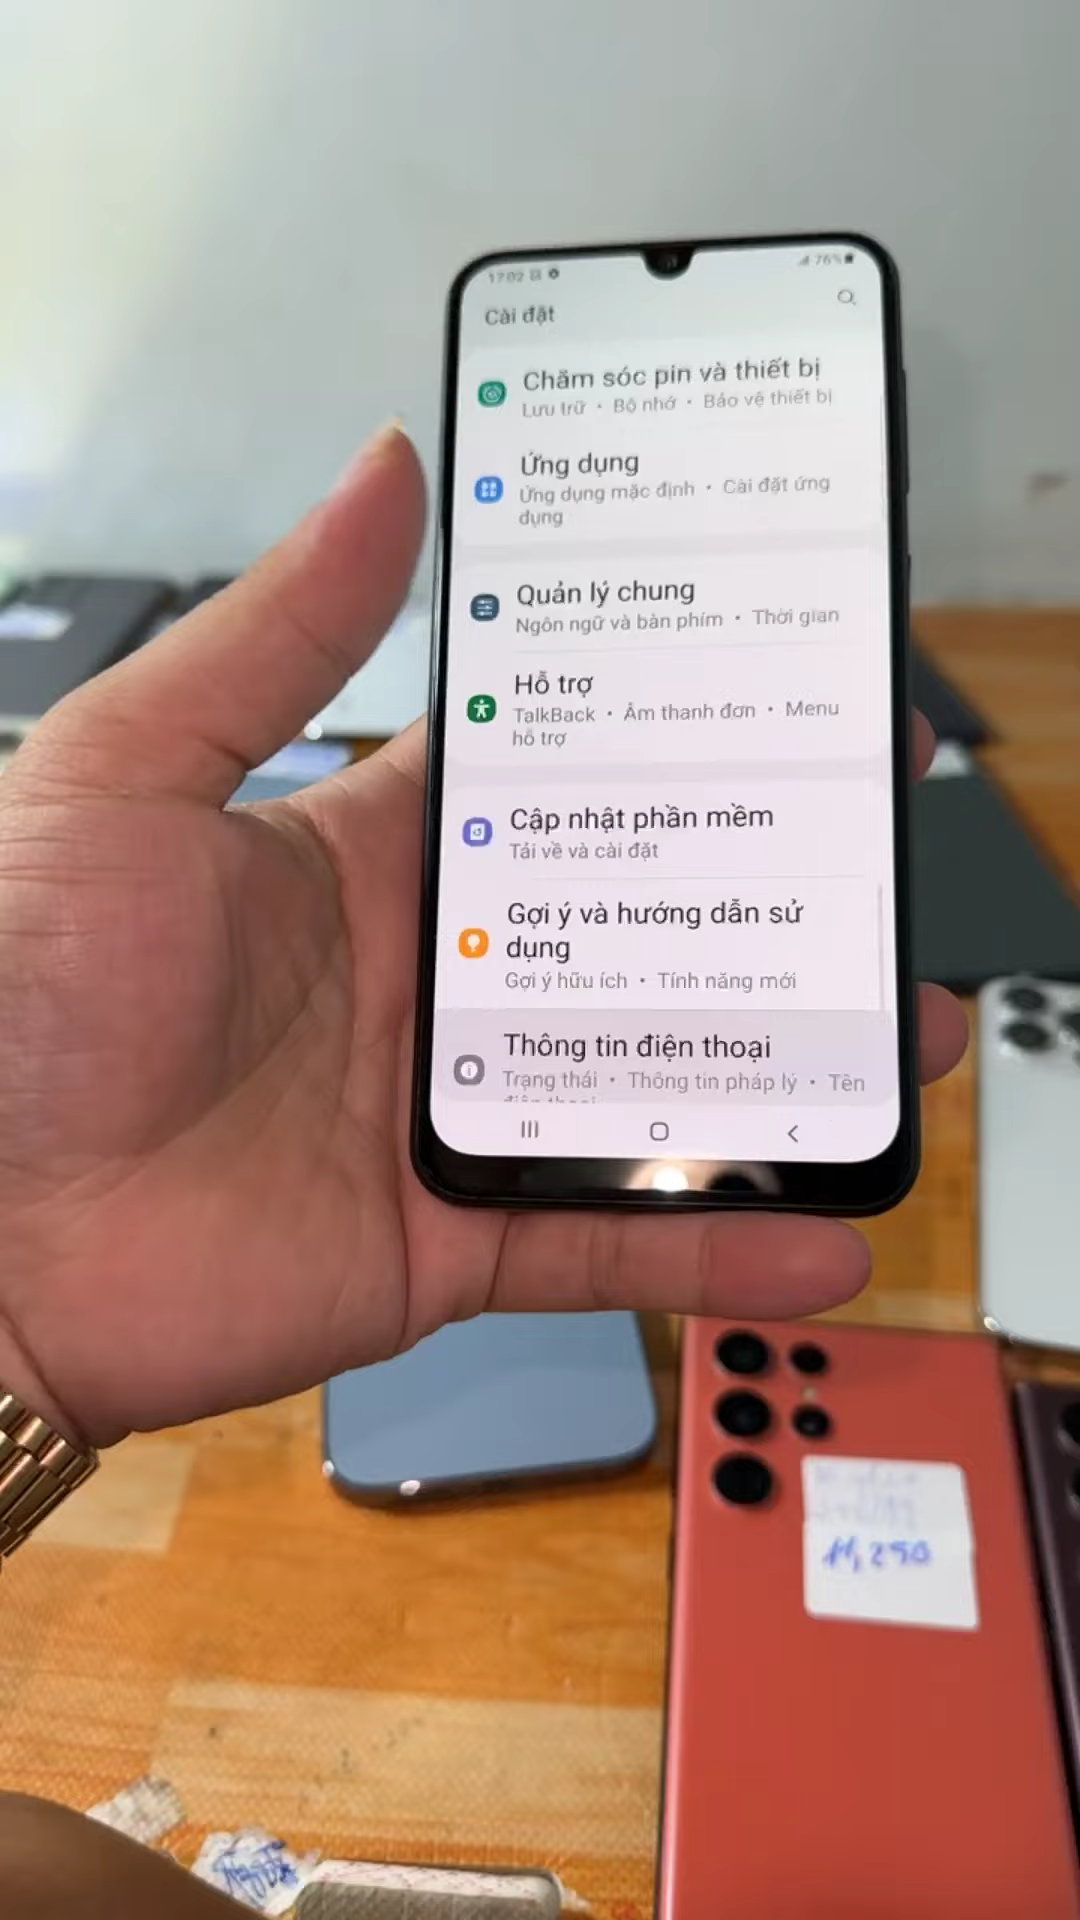 17:02
76%
Cài đặt
Chăm sóc pin và thiết bị
Lưu trữ • Bộ nhớ • Bảo vệ thiết bị
Ứng dụng
Ứng dụng mặc định • Cài đặt ứng
dụng
Quản lý chung
Ngôn ngữ và bàn phím • Thời gian
Hỗ trợ
TalkBack • Âm thanh đơn • Menu
hỗ trợ
Cập nhật phần mềm
Tải về và cài đặt
Gợi ý và hướng dẫn sử
dụng
Gợi ý hữu ích • Tính năng mới
Thông tin điện thoại
Trạng thái • Thông tin pháp lý • Tên
điện thoại